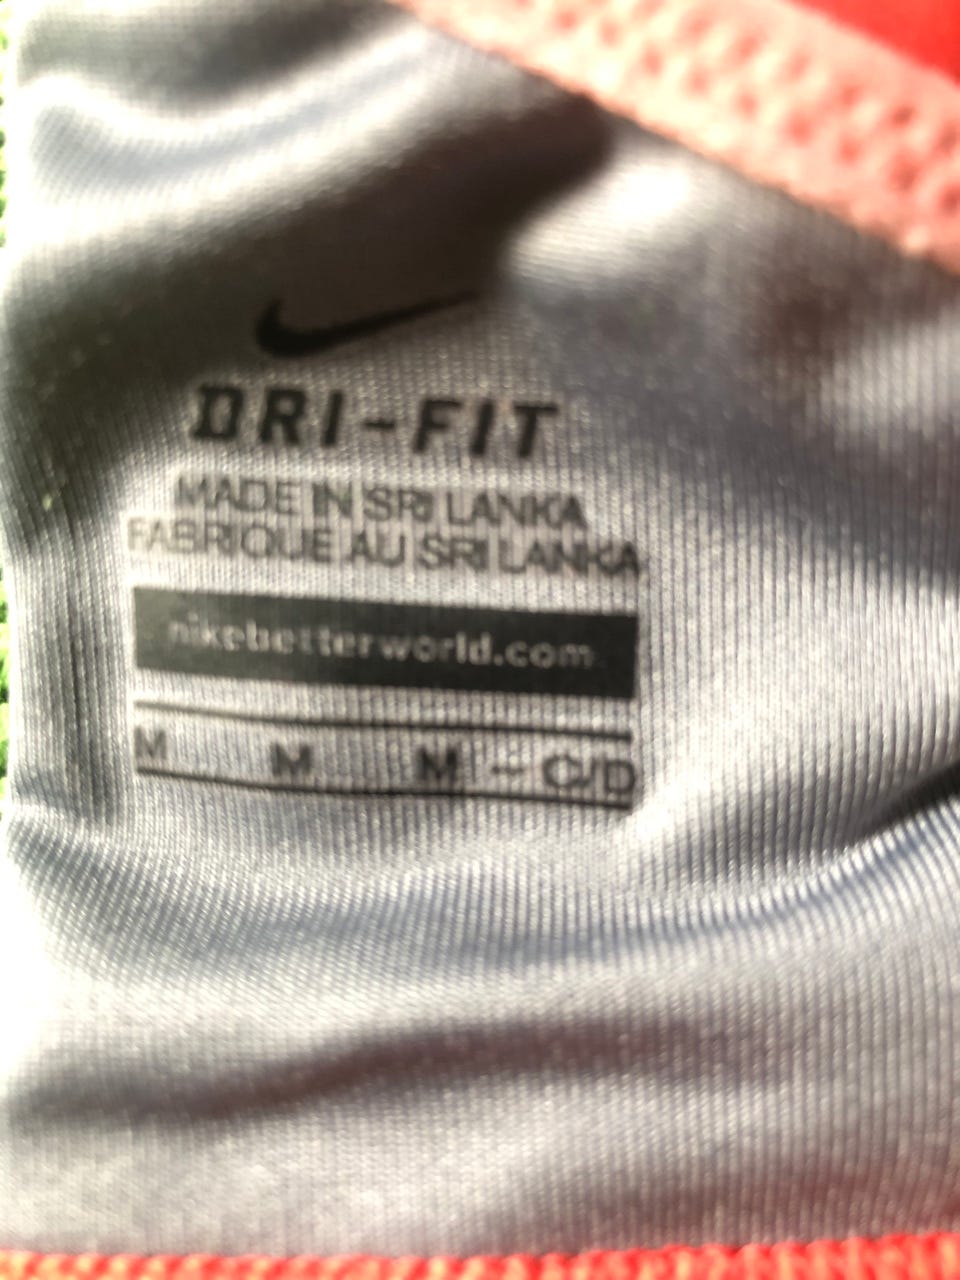 DRI-FIT
MADE IN SRI LANKA
FABRIQUE AU SRI LANKA
nikebetterworld.com
M M M - C/D